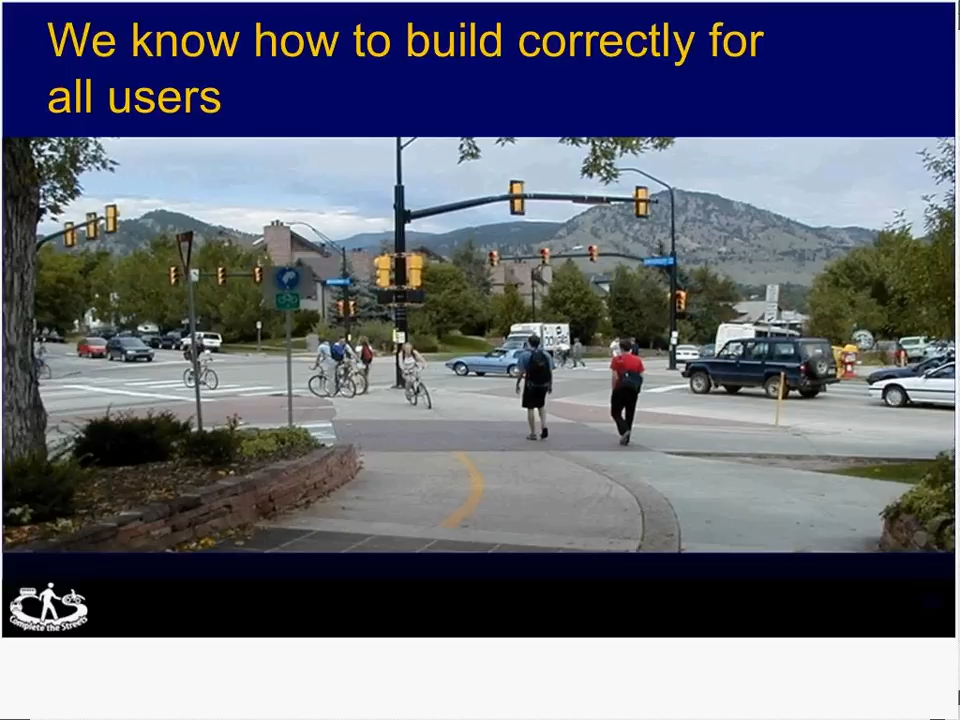 We know how to build correctly for
all users
Complete the Streets